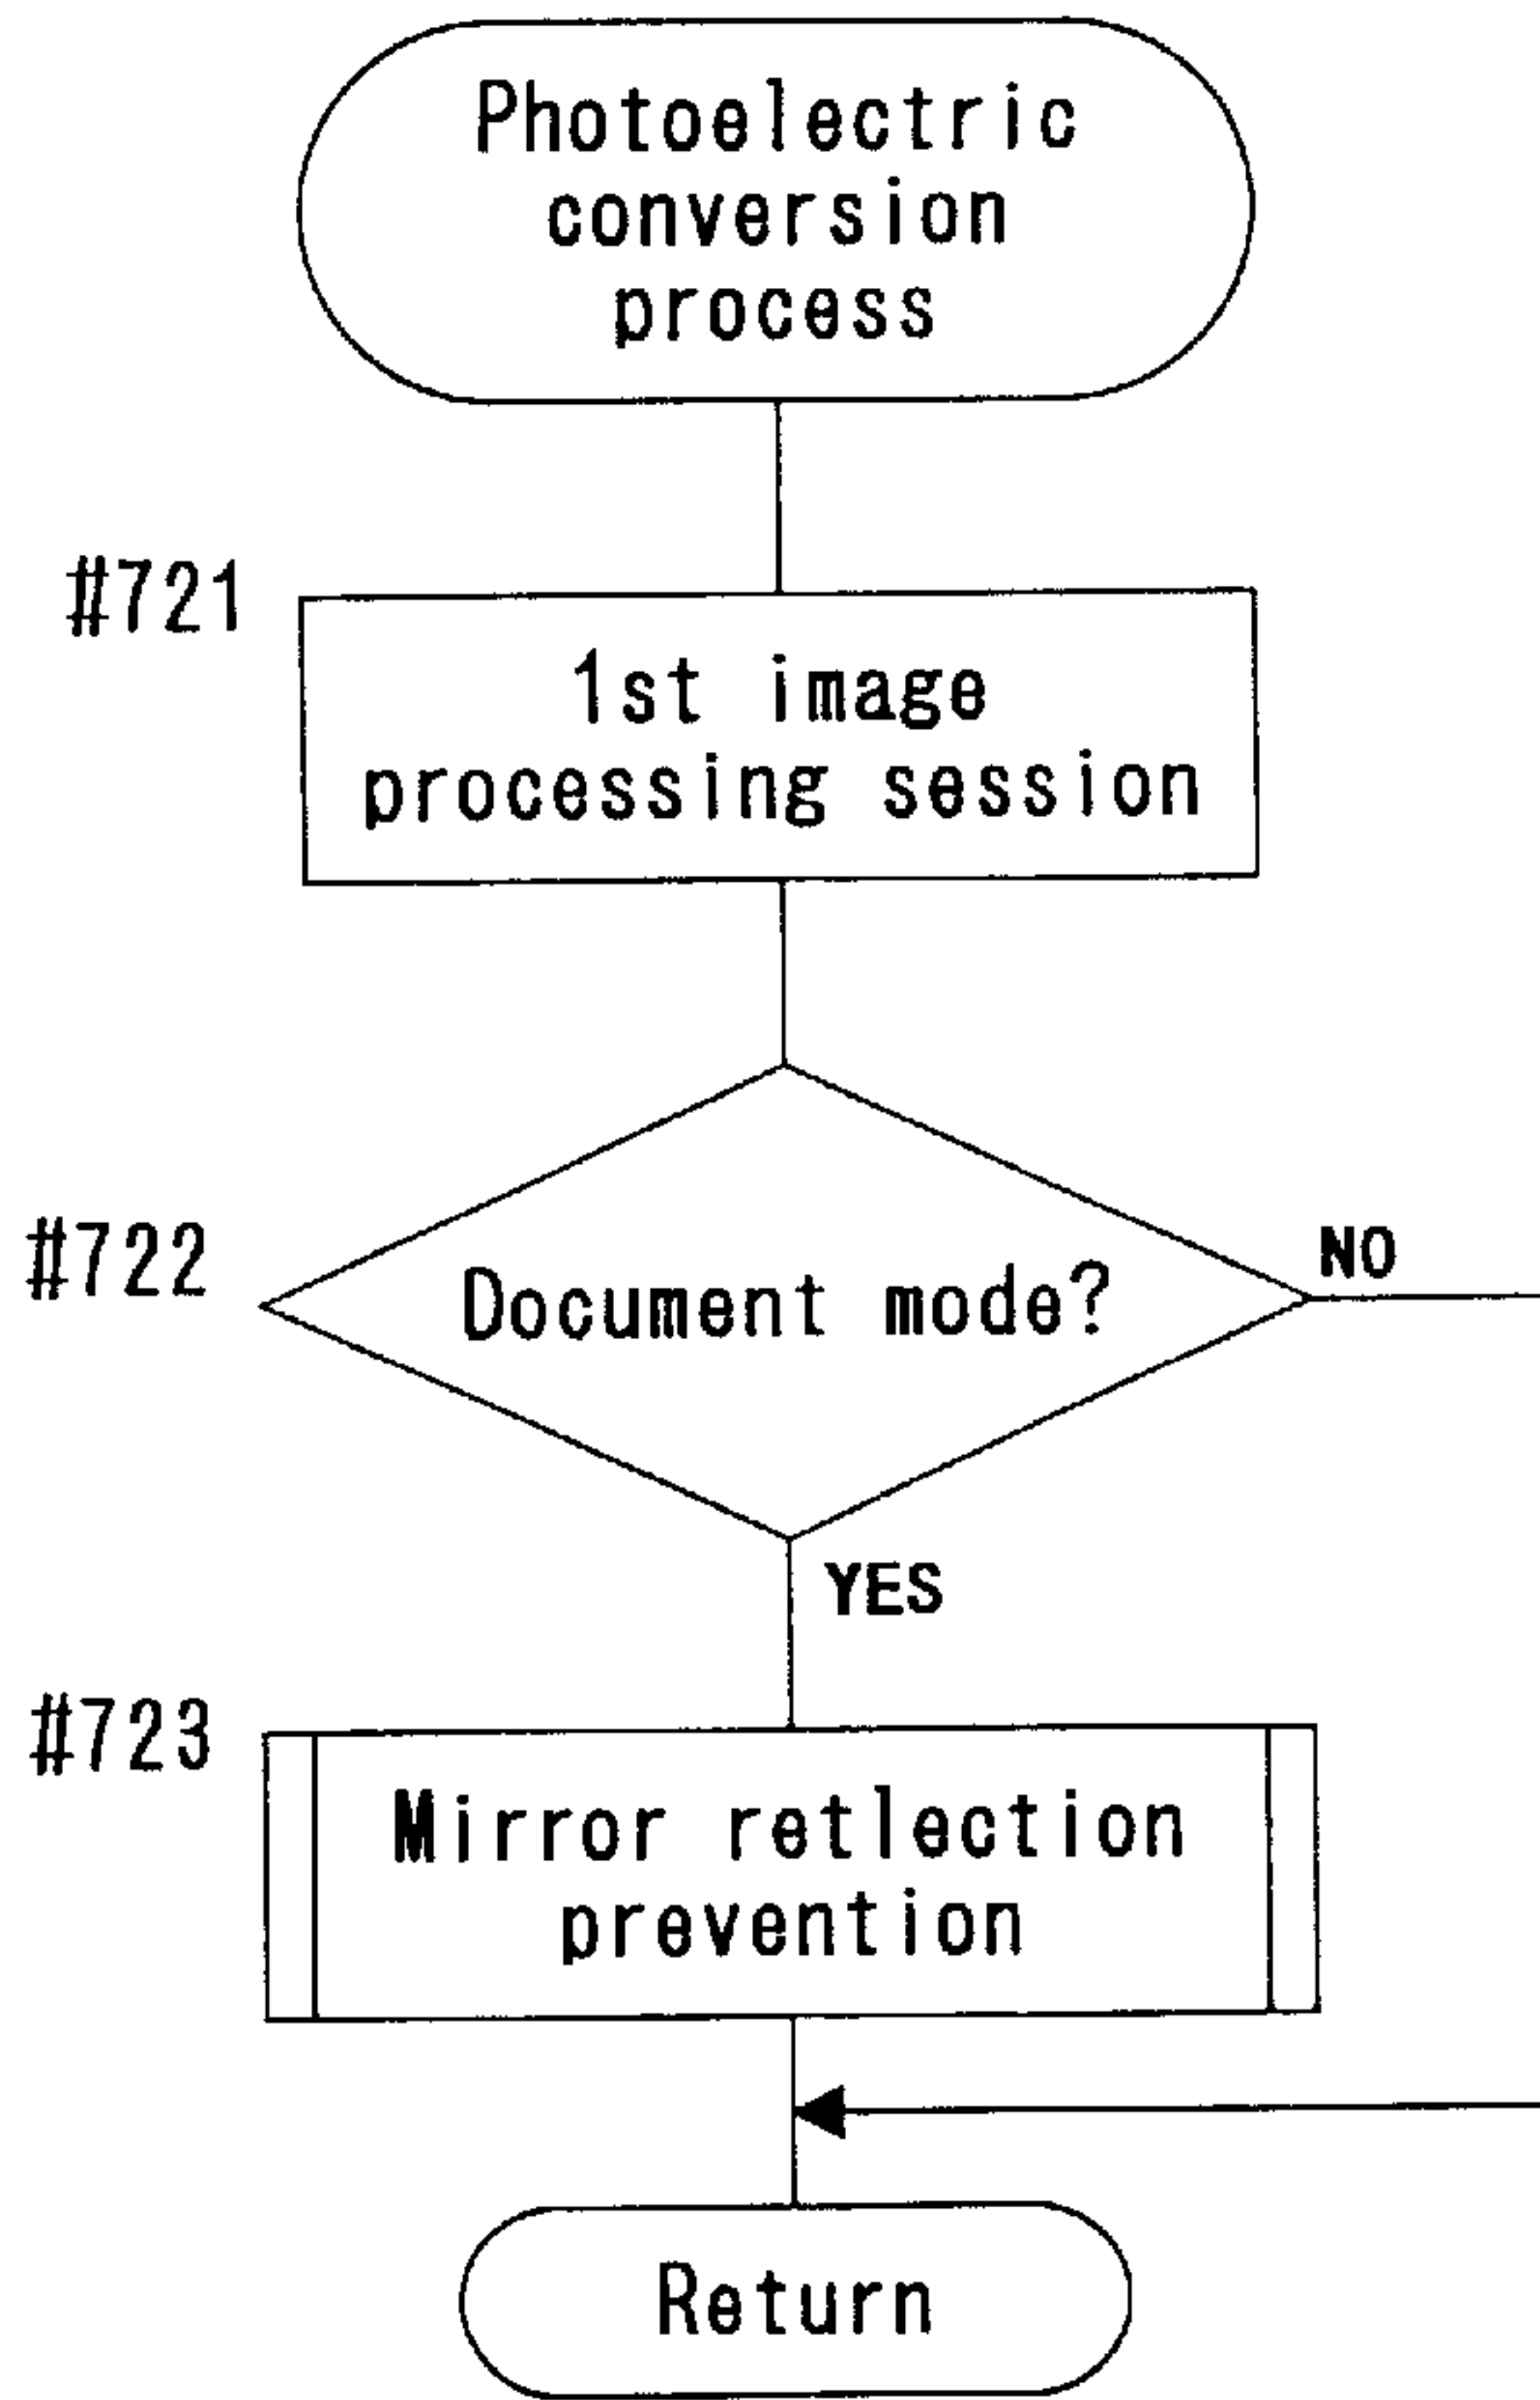 Photoelectric
conversion
process
#721
1st image
processing session
#722
Document mode?
NO
YES
#723
Mirror retlection
prevention
Return